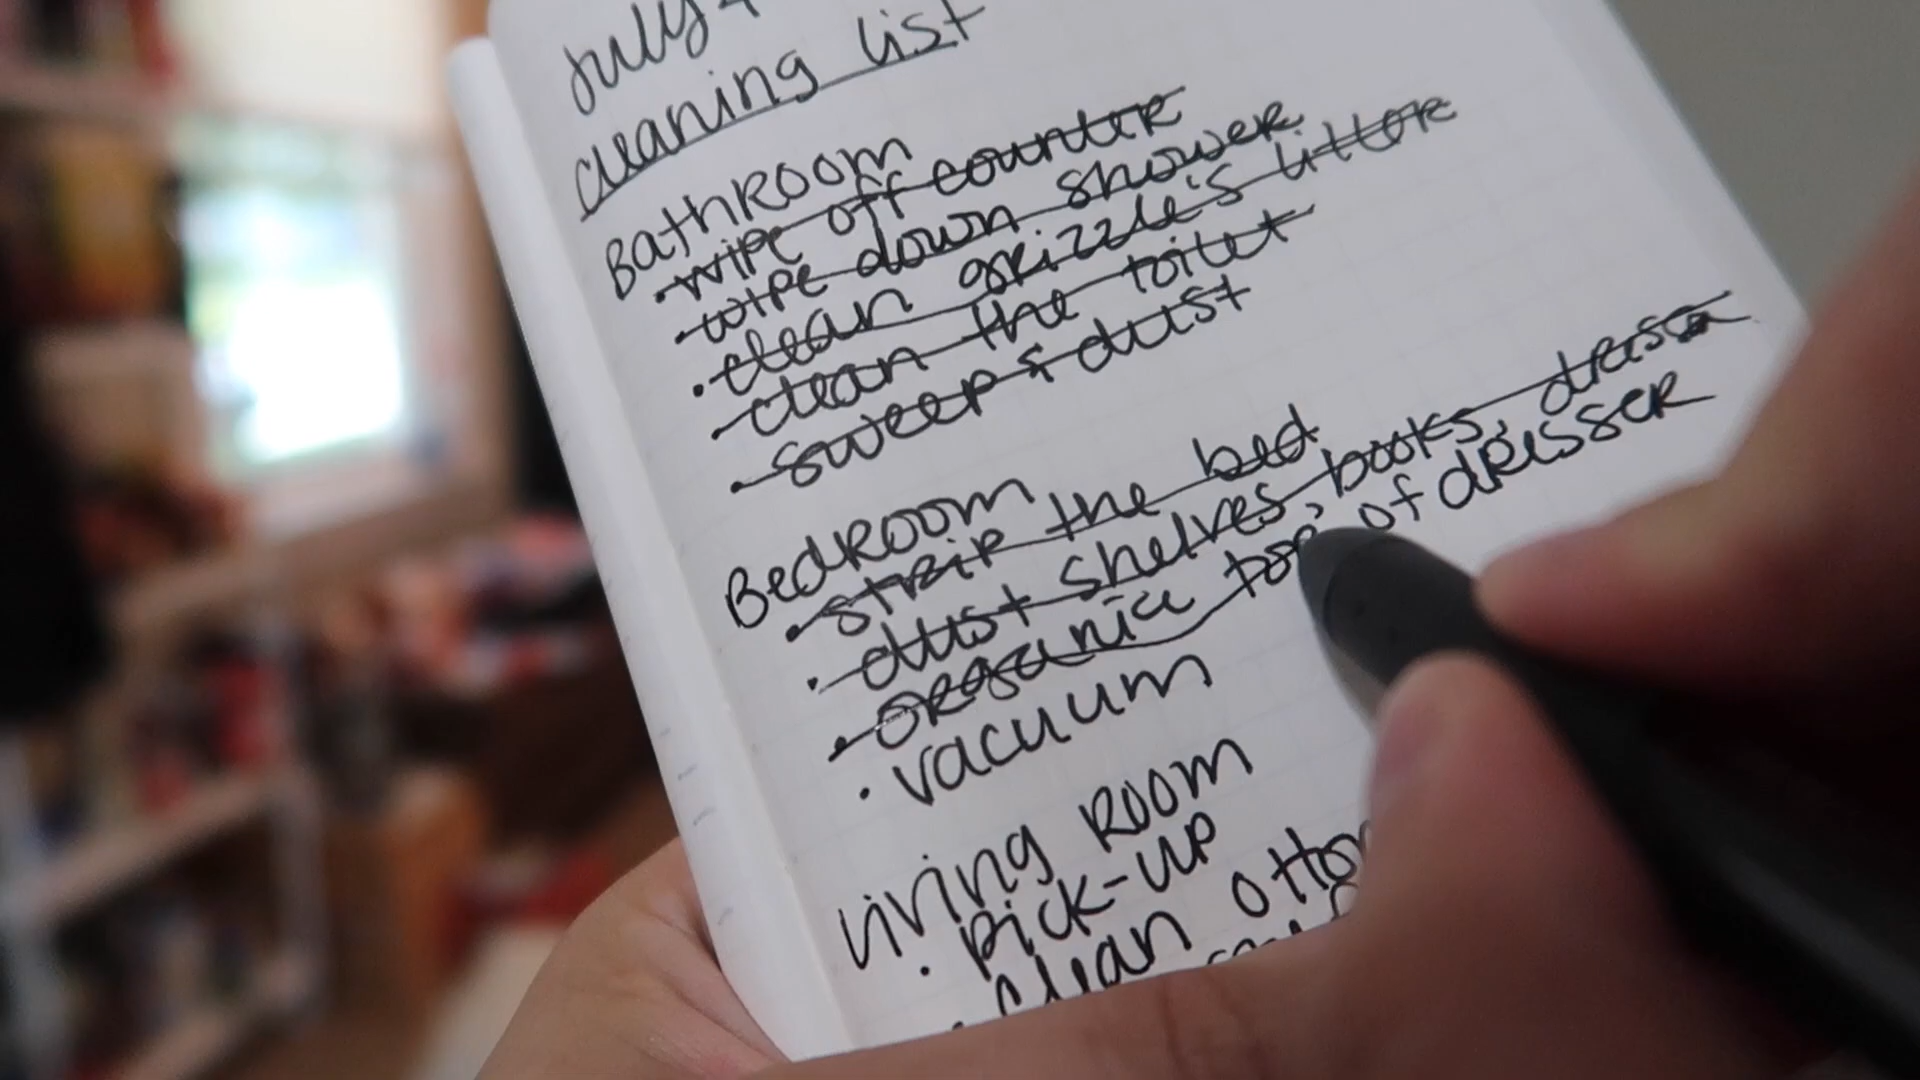 July
cleaning list
Bathroom
• wipe off counter
• wipe down shower
• clean grizzle's litter
• clean the toilet
• sweep & dust
Bedroom
• strip the bed
• dust shelves, books, dresser
• organize top of dresser
• vacuum
Living Room
• pick-up
• clean